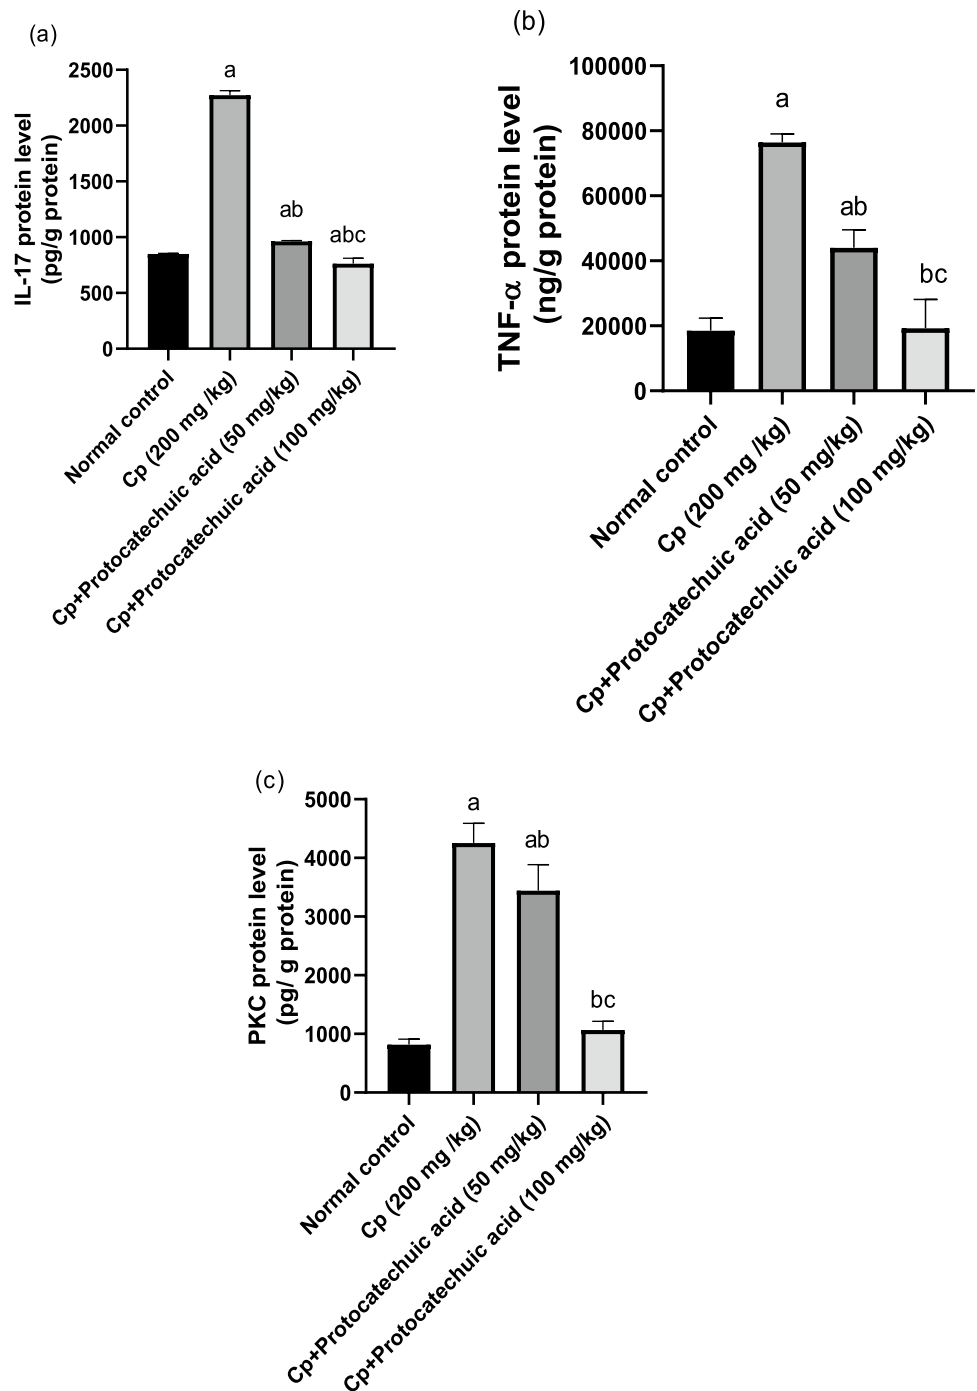 (a)
IL-17 protein level
(pg/g protein)
2500
2000
1500
1000
500
0
a
ab
abc
Normal control
Cp (200 mg /kg)
Cp+Protocatechuic acid (50 mg/kg)
Cp+Protocatechuic acid (100 mg/kg)
(b)
TNF-α protein level
(ng/g protein)
100000
80000
60000
40000
20000
0
a
ab
bc
Normal control
Cp (200 mg /kg)
Cp+Protocatechuic acid (50 mg/kg)
Cp+Protocatechuic acid (100 mg/kg)
(c)
PKC protein level
(pg/ g protein)
5000
4000
3000
2000
1000
0
a
ab
bc
Normal control
Cp (200 mg /kg)
Cp+Protocatechuic acid (50 mg/kg)
Cp+Protocatechuic acid (100 mg/kg)